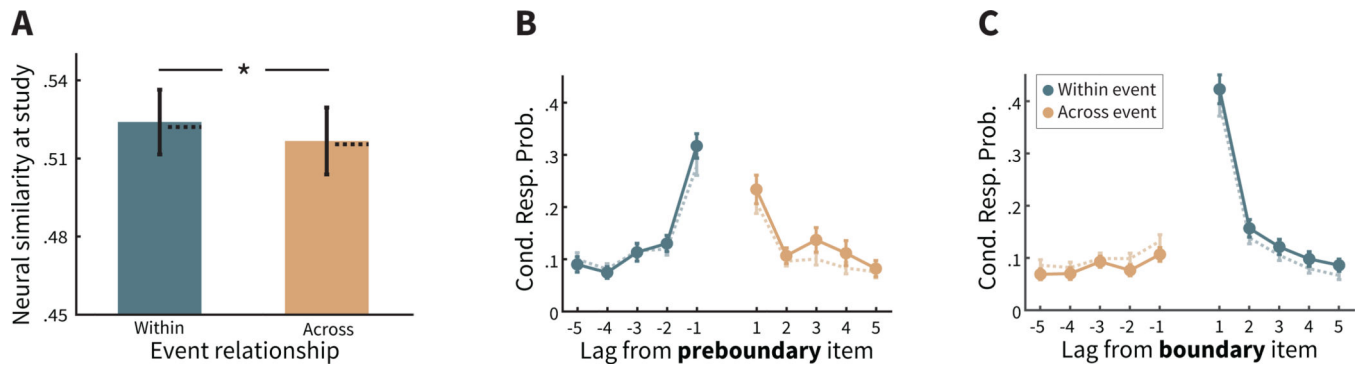 A
Neural similarity at study
.54
.51
.48
.45
*
Within
Across
Event relationship
B
Cond. Resp. Prob.
.4
.3
.2
.1
0
-5 -4 -3 -2 -1 1 2 3 4 5
Lag from preboundary item
C
Cond. Resp. Prob.
.4
.3
.2
.1
0
Within event
Across event
-5 -4 -3 -2 -1 1 2 3 4 5
Lag from boundary item